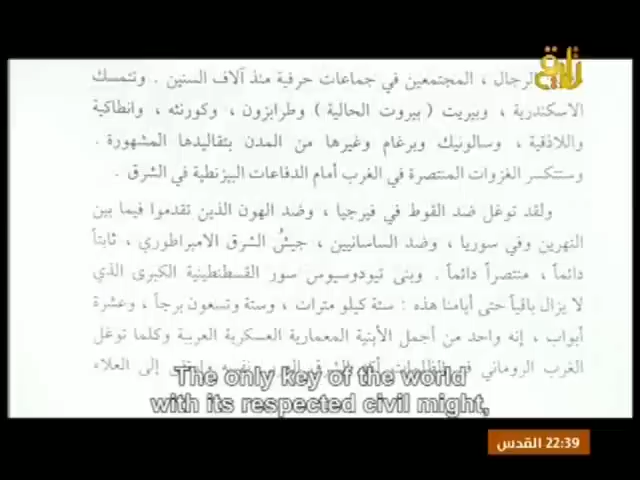 الرجال ، المجتمعين في جماعات حرفية منذ آلاف السنين . وتتمسك
الاسكندرية ، وبيريت ( بيروت الحالية ) وطرابزون ، وكورنثه ، وانطاكية
واللاذقية ، وسالونيك وبرغام وغيرها من المدن بتقاليدها المشهورة .
وستنكسر الغزوات المنتصرة في الغرب أمام الدفاعات البيزنطية في الشرق .
ولقد توغل ضد القوط في فيرجيا ، وضد الهون الذين تقدموا فيما بين
النهرين وفي سوريا ، وضد الساسانيين ، جيشُ الشرق الامبراطوري ، ثابتاً
دائماً ، منتصراً دائماً . وبنى تيودوسيوس سور القسطنطينية الكبرى الذي
لا يزال باقياً حتى أيامنا هذه : ستة كيلو مترات ، وستة وتسعون برجاً ، وعشرة
أبواب ، إنه واحد من أجمل الأبنية المعمارية العسكرية العربية وكلما توغل
الغرب الروماني في إلى العلاء
The only key of the world
with its respected civil might,
22:39 القدس